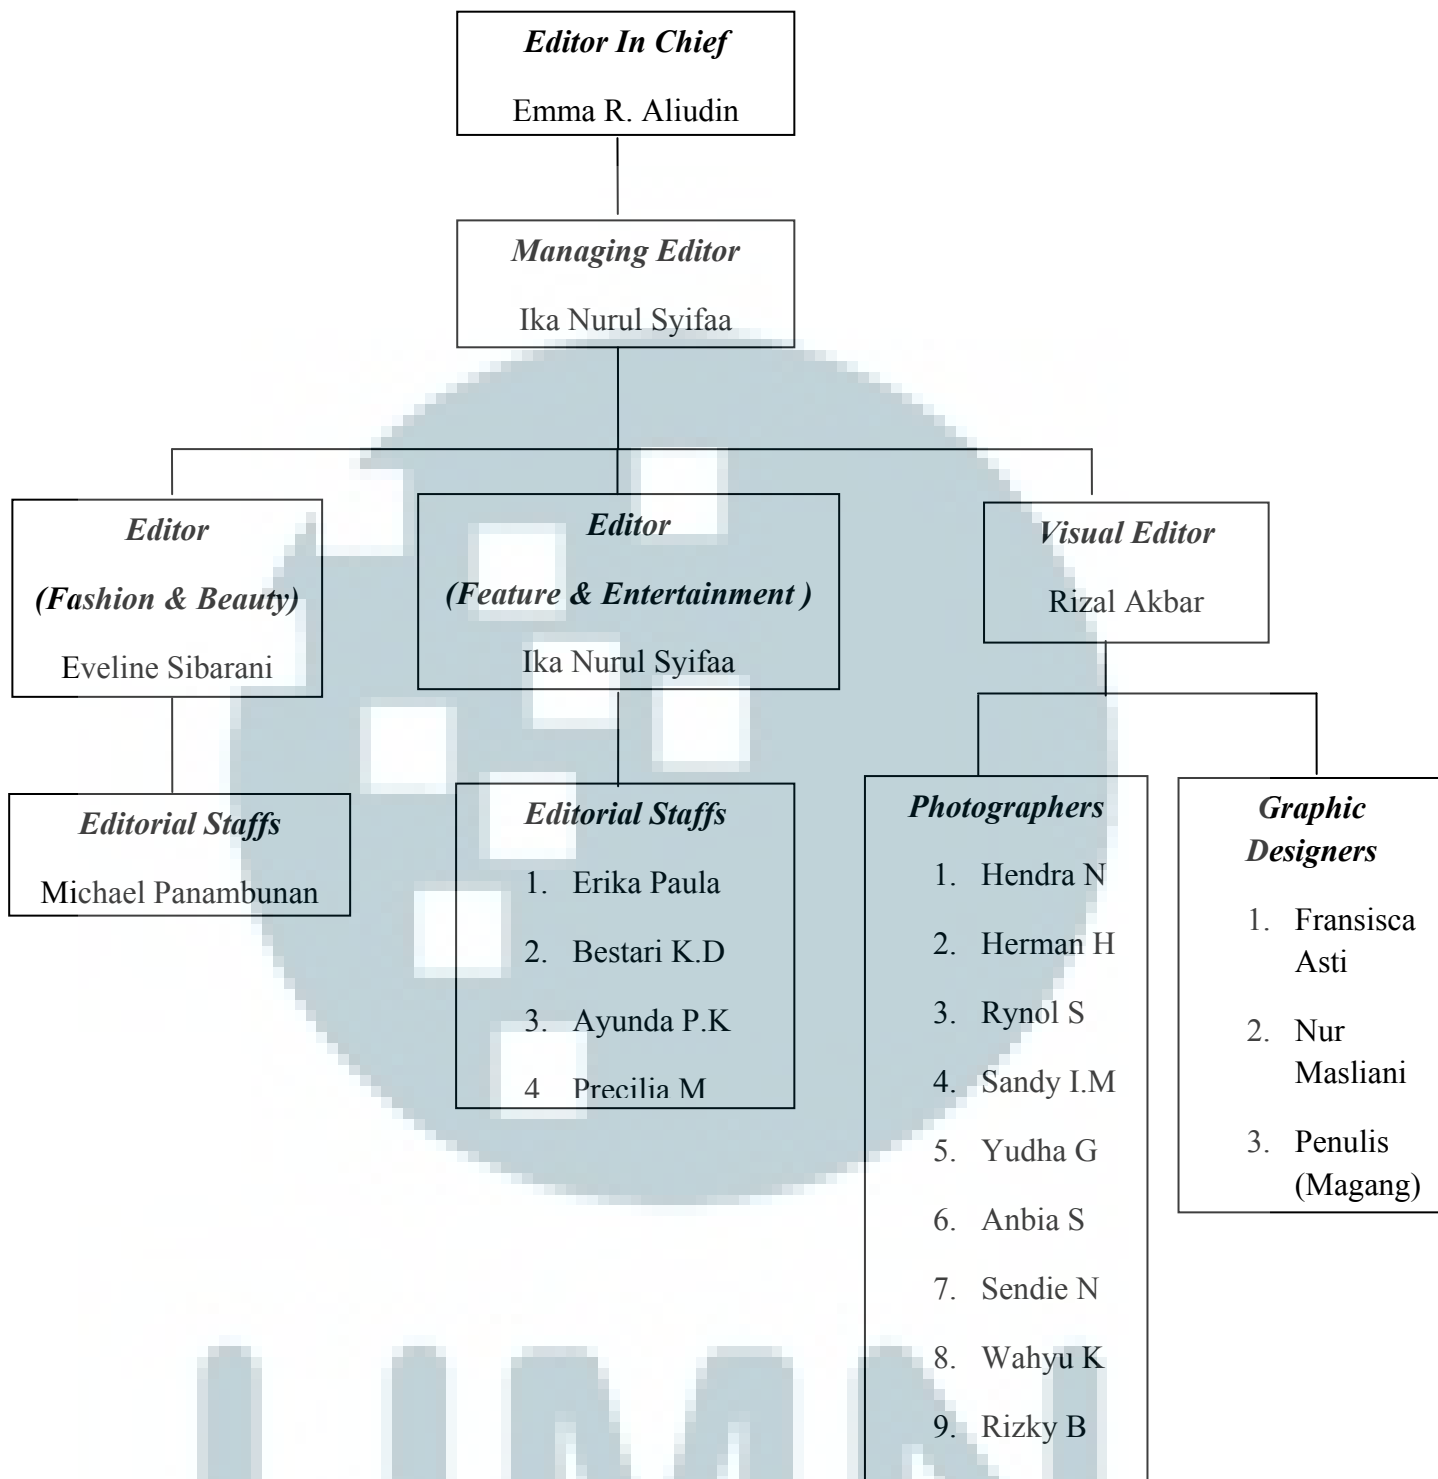 Editor In Chief
Emma R. Aliudin
Managing Editor
Ika Nurul Syifaa
Editor
(Fashion & Beauty)
Eveline Sibarani
Editor
(Feature & Entertainment )
Ika Nurul Syifaa
Visual Editor
Rizal Akbar
Editorial Staffs
Michael Panambunan
Editorial Staffs
1. Erika Paula
2. Bestari K.D
3. Ayunda P.K
4 Precilia M
Photographers
1. Hendra N
2. Herman H
3. Rynol S
4. Sandy I.M
5. Yudha G
6. Anbia S
7. Sendie N
8. Wahyu K
9. Rizky B
Graphic
Designers
1. Fransisca
Asti
2. Nur
Masliani
3. Penulis
(Magang)
UMN